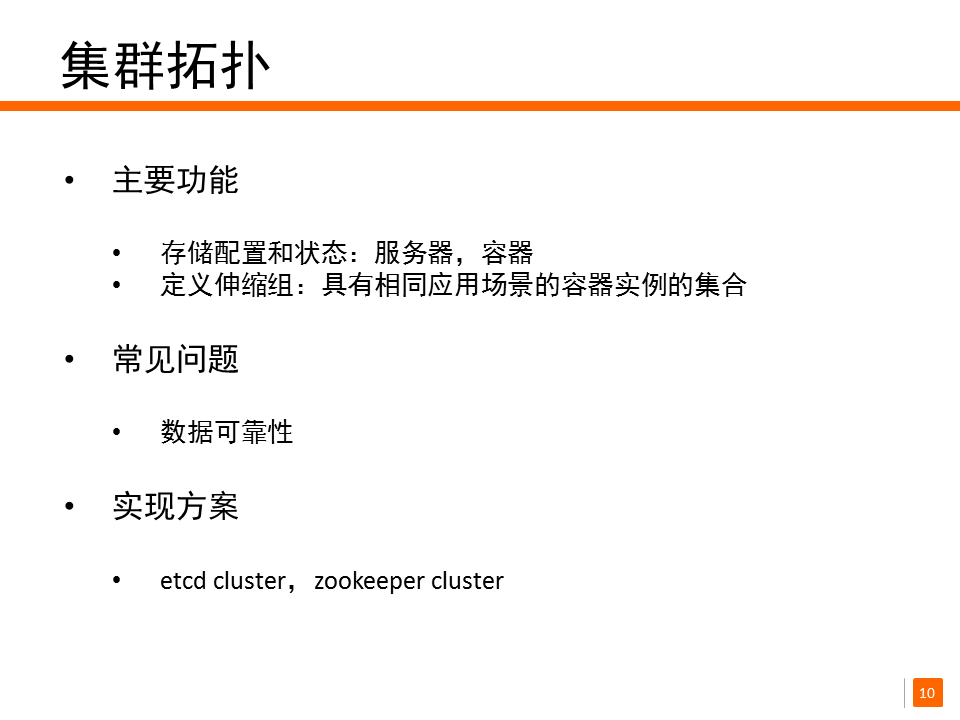 集群拓扑
• 主要功能
• 存储配置和状态：服务器，容器
• 定义伸缩组：具有相同应用场景的容器实例的集合
• 常见问题
• 数据可靠性
• 实现方案
• etcd cluster，zookeeper cluster
10